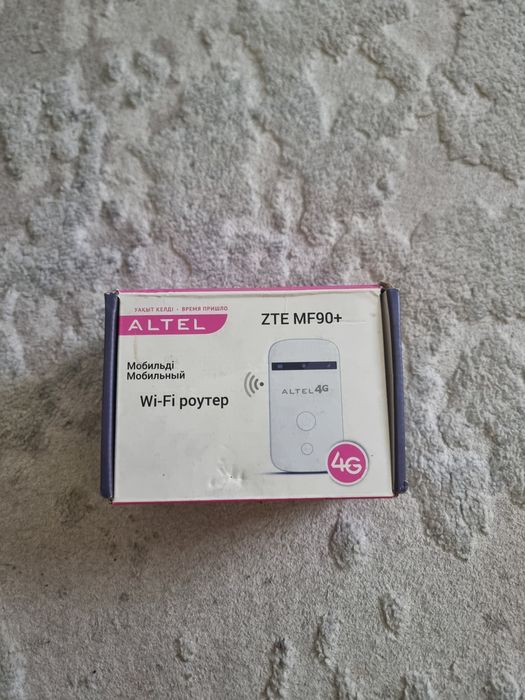 УАҚЫТ КЕЛДІ • ВРЕМЯ ПРИШЛО
ALTEL
ZTE MF90+
Мобильді
Мобильный
Wi-Fi роутер
ALTEL 4G
4G